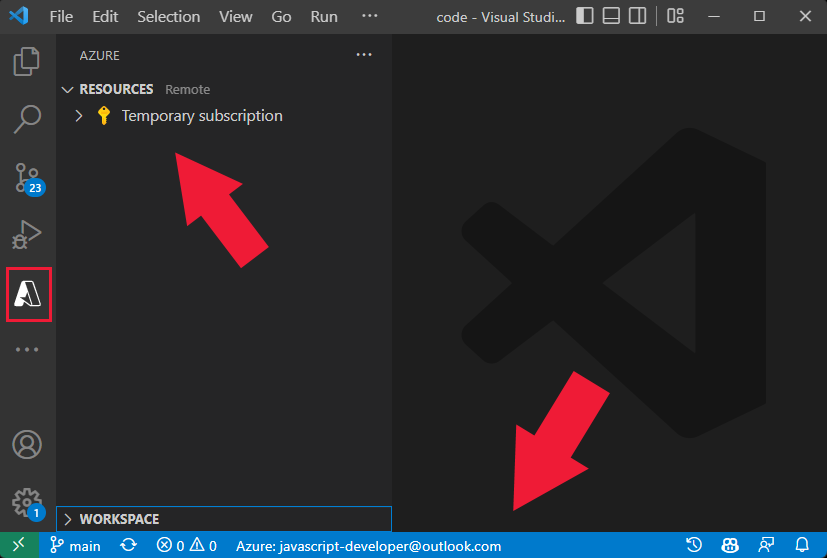 File Edit Selection View Go Run ··· code - Visual Studi...
AZURE ···
RESOURCES Remote
Temporary subscription
23
1
WORKSPACE
main 0 0 Azure: javascript-developer@outlook.com